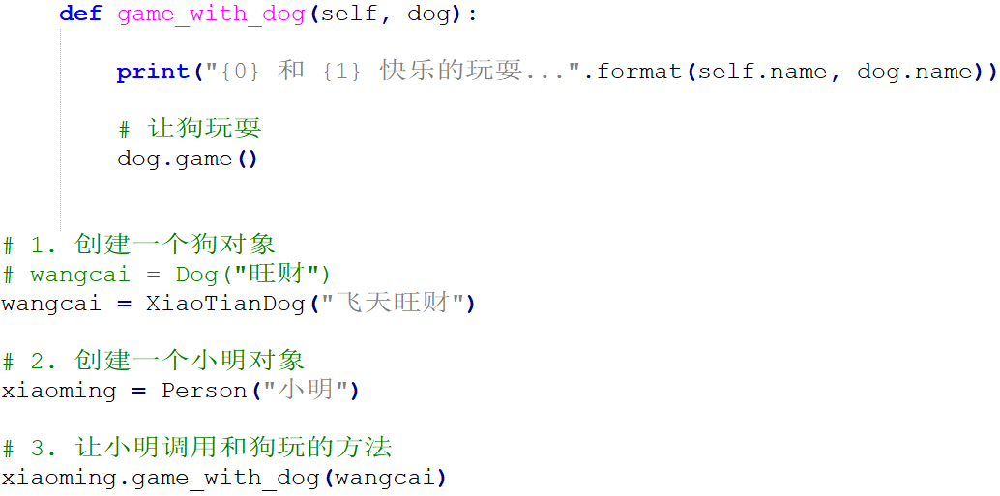 def game_with_dog(self, dog):
print("{0} 和 {1} 快乐的玩耍...".format(self.name, dog.name))
# 让狗玩耍
dog.game()
# 1. 创建一个狗对象
# wangcai = Dog("旺财")
wangcai = XiaoTianDog("飞天旺财")
# 2. 创建一个小明对象
xiaoming = Person("小明")
# 3. 让小明调用和狗玩的方法
xiaoming.game_with_dog(wangcai)